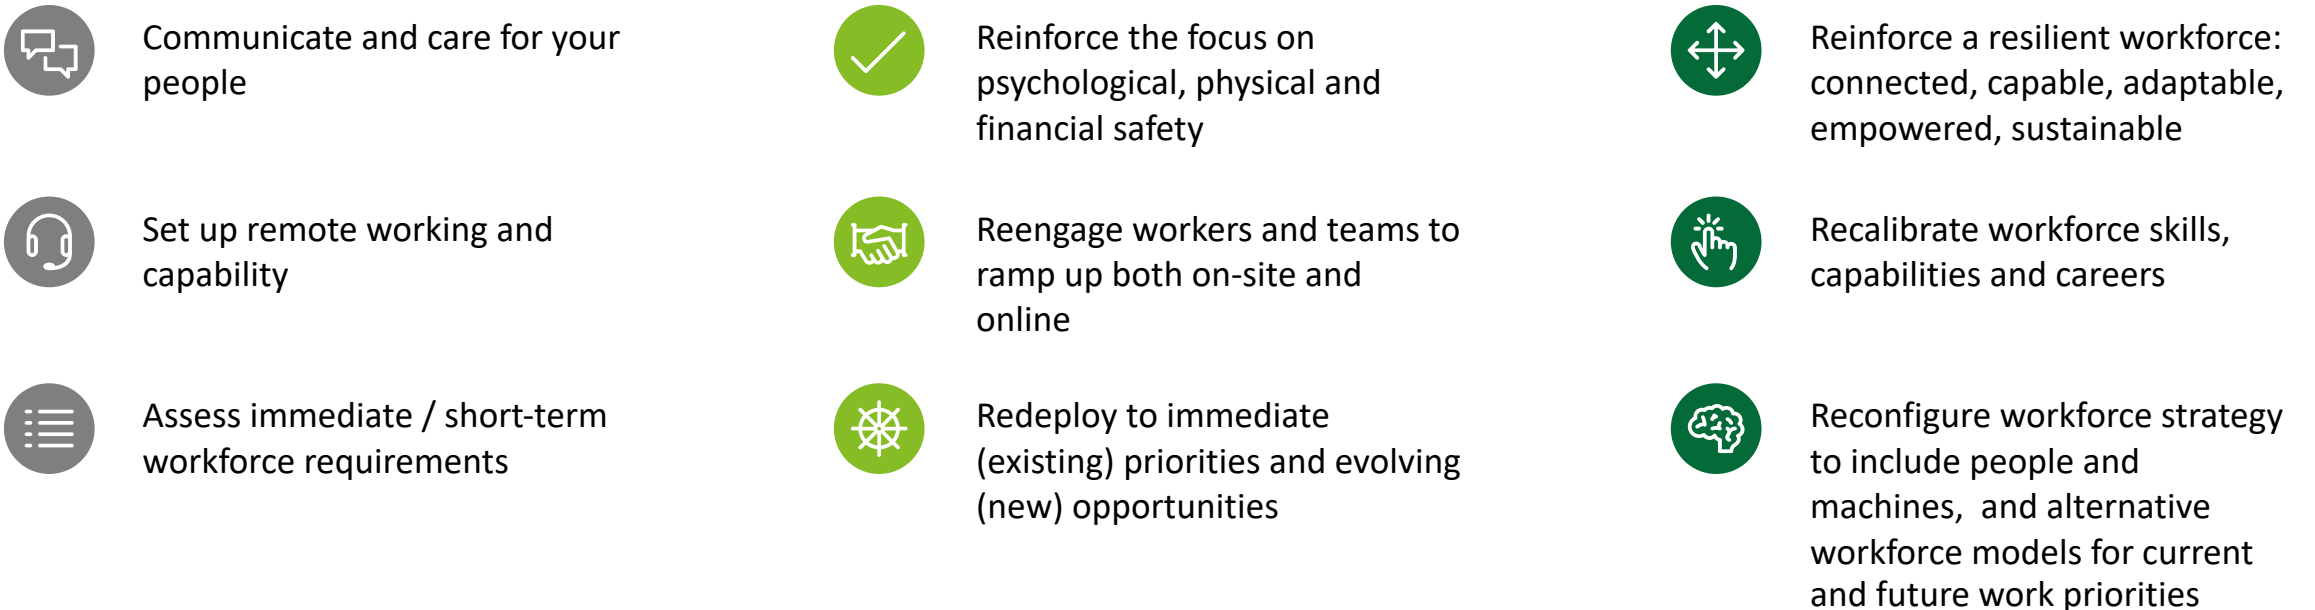 Communicate and care for your
people
Set up remote working and
capability
Assess immediate / short-term
workforce requirements
Reinforce the focus on
psychological, physical and
financial safety
Reengage workers and teams to
ramp up both on-site and
online
Redeploy to immediate
(existing) priorities and evolving
(new) opportunities
Reinforce a resilient workforce:
connected, capable, adaptable,
empowered, sustainable
Recalibrate workforce skills,
capabilities and careers
Reconfigure workforce strategy
to include people and
machines,  and alternative
workforce models for current
and future work priorities